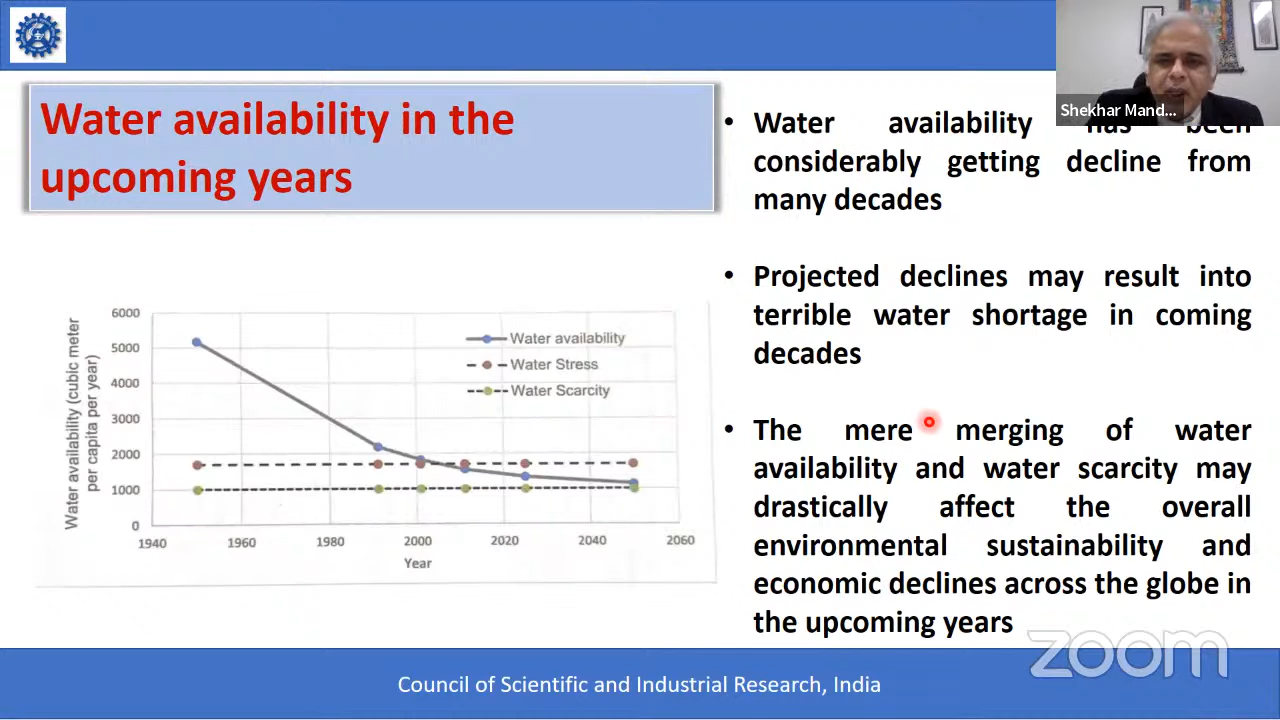 Shekhar Mand...
Water availability in the
upcoming years
Water availability has been
considerably getting decline from
many decades
Projected declines may result into
terrible water shortage in coming
decades
The mere merging of water
availability and water scarcity may
drastically affect the overall
environmental sustainability and
economic declines across the globe in
the upcoming years
Water availability (cubic meter
per capita per year)
6000
5000
4000
3000
2000
1000
0
Water availability
Water Stress
Water Scarcity
1940 1960 1980 2000 2020 2040 2060
Year
zoom
Council of Scientific and Industrial Research, India